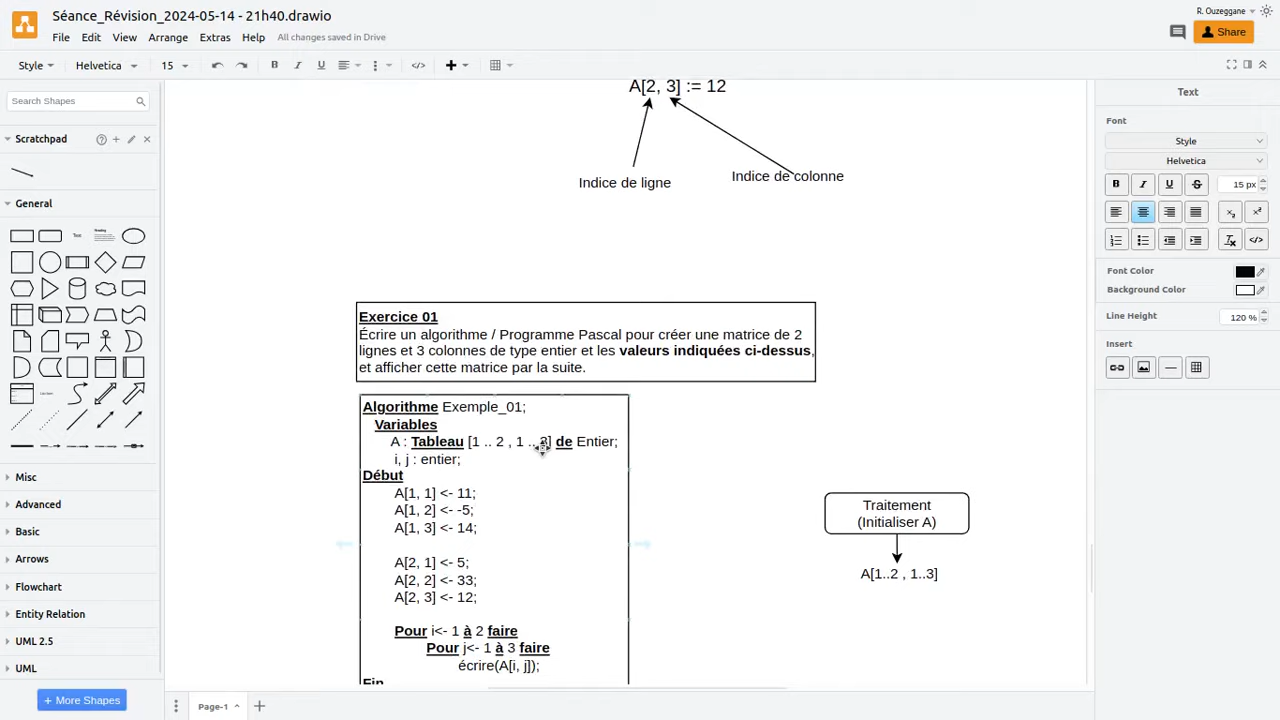 Séance_Révision_2024-05-14 - 21h40.drawio
R. Ouzeggane
File Edit View Arrange Extras Help All changes saved in Drive
Share
Style Helvetica 15
Search Shapes
Scratchpad
General
Text
Heading
Misc
Advanced
Basic
Arrows
Flowchart
Entity Relation
UML 2.5
UML
+ More Shapes
A[2, 3] := 12
Indice de ligne
Indice de colonne
Exercice 01
Écrire un algorithme / Programme Pascal pour créer une matrice de 2
lignes et 3 colonnes de type entier et les valeurs indiquées ci-dessus,
et afficher cette matrice par la suite.
Algorithme Exemple_01;
Variables
A : Tableau [1 .. 2 , 1 .. 3] de Entier;
i, j : entier;
Début
A[1, 1] <- 11;
A[1, 2] <- -5;
A[1, 3] <- 14;
A[2, 1] <- 5;
A[2, 2] <- 33;
A[2, 3] <- 12;
Pour i<- 1 à 2 faire
Pour j<- 1 à 3 faire
écrire(A[i, j]);
Fin
Traitement
(Initialiser A)
A[1..2 , 1..3]
Page-1
Text
Font
Style
Helvetica
B I U S 15 px
Font Color
Background Color
Line Height 120 %
Insert